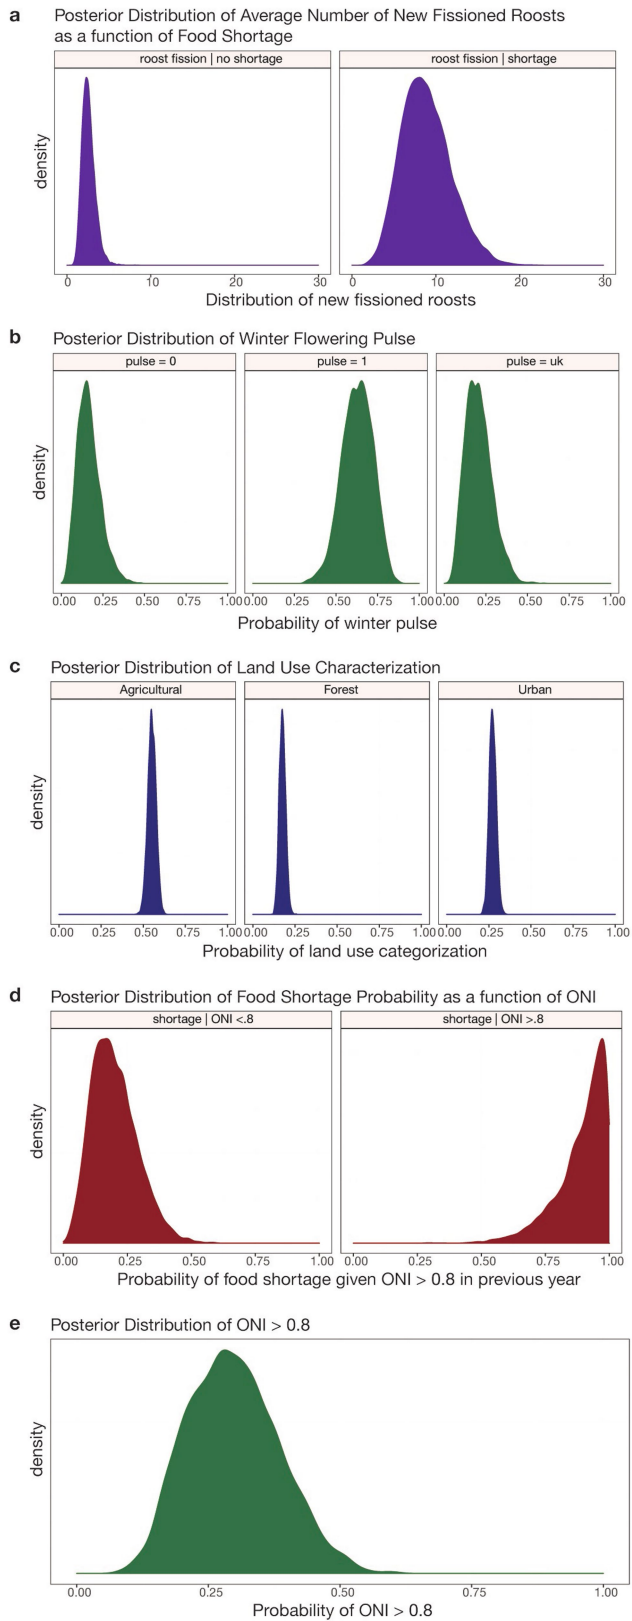 a Posterior Distribution of Average Number of New Fissioned Roosts
as a function of Food Shortage
roost fission | no shortage roost fission | shortage
density
0 10 20 30 0 10 20 30
Distribution of new fissioned roosts
b Posterior Distribution of Winter Flowering Pulse
pulse = 0 pulse = 1 pulse = uk
density
0.00 0.25 0.50 0.75 1.00 0.00 0.25 0.50 0.75 1.00 0.00 0.25 0.50 0.75 1.00
Probability of winter pulse
c Posterior Distribution of Land Use Characterization
Agricultural Forest Urban
density
0.00 0.25 0.50 0.75 1.00 0.00 0.25 0.50 0.75 1.00 0.00 0.25 0.50 0.75 1.00
Probability of land use categorization
d Posterior Distribution of Food Shortage Probability as a function of ONI
shortage | ONI <.8 shortage | ONI >.8
density
0.00 0.25 0.50 0.75 1.00 0.00 0.25 0.50 0.75 1.00
Probability of food shortage given ONI > 0.8 in previous year
e Posterior Distribution of ONI > 0.8
density
0.00 0.25 0.50 0.75 1.00
Probability of ONI > 0.8